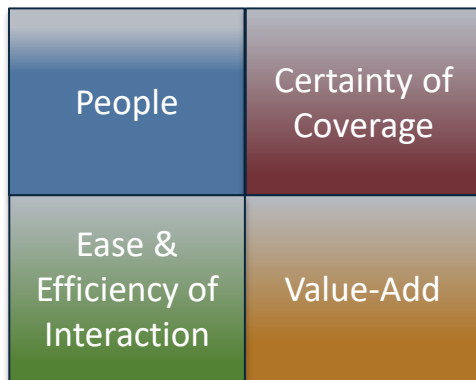 People
Certainty of
Coverage
Ease &
Efficiency of
Interaction
Value-Add